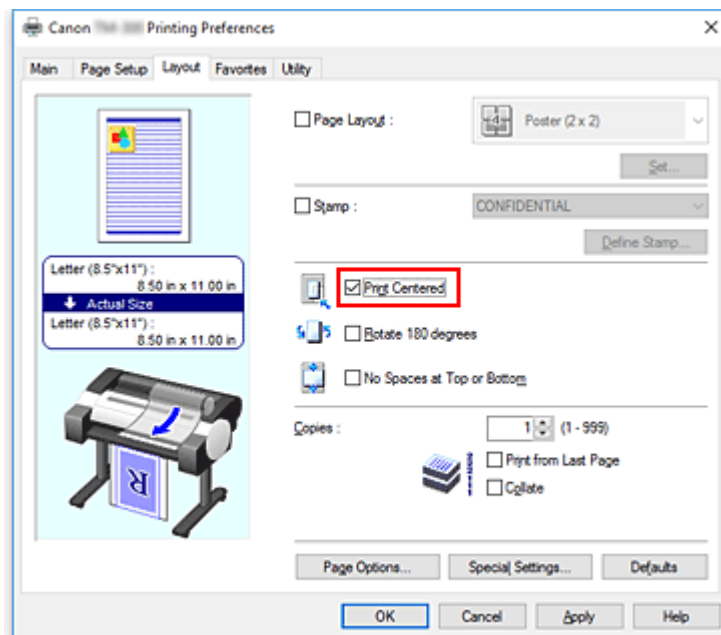 Canon Printing Preferences
Main Page Setup Layout Favorites Utility
Page Layout :
4
Poster (2 x 2)
Set...
Stamp :
CONFIDENTIAL
Define Stamp...
Letter (8.5"x11") :
8.50 in x 11.00 in
Actual Size
Letter (8.5"x11") :
8.50 in x 11.00 in
Print Centered
Rotate 180 degrees
No Spaces at Top or Bottom
Copies :
1 (1 - 999)
Print from Last Page
Collate
R
Page Options... Special Settings... Defaults
OK Cancel Apply Help